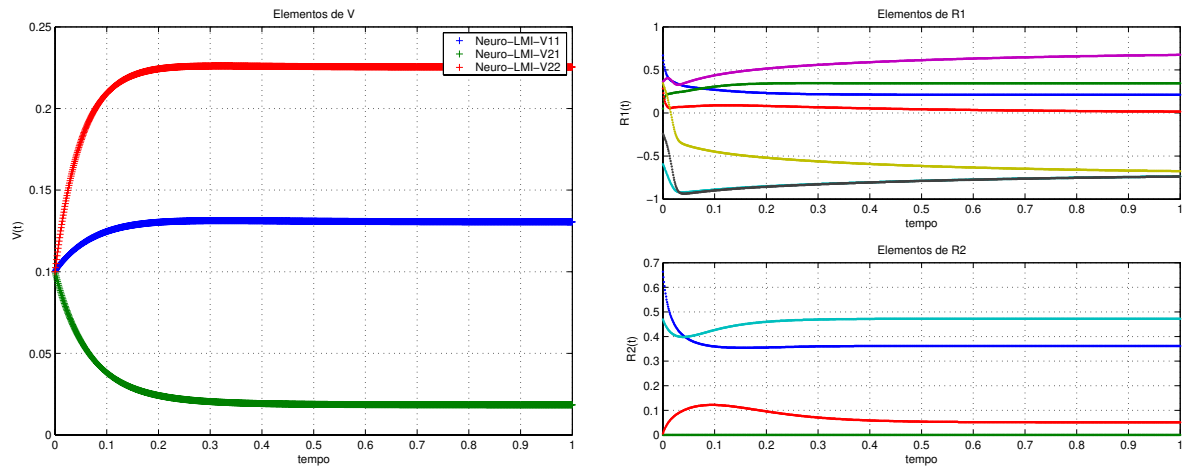 Elementos de V
V(t)
0.25
0.2
0.15
0.1
0.05
0
Neuro-LMI-V11
Neuro-LMI-V21
Neuro-LMI-V22
0 0.1 0.2 0.3 0.4 0.5 0.6 0.7 0.8 0.9 1
tempo
Elementos de R1
R1(t)
1
0.5
0
−0.5
−1
0 0.1 0.2 0.3 0.4 0.5 0.6 0.7 0.8 0.9 1
tempo
Elementos de R2
R2(t)
0.7
0.6
0.5
0.4
0.3
0.2
0.1
0
0 0.1 0.2 0.3 0.4 0.5 0.6 0.7 0.8 0.9 1
tempo